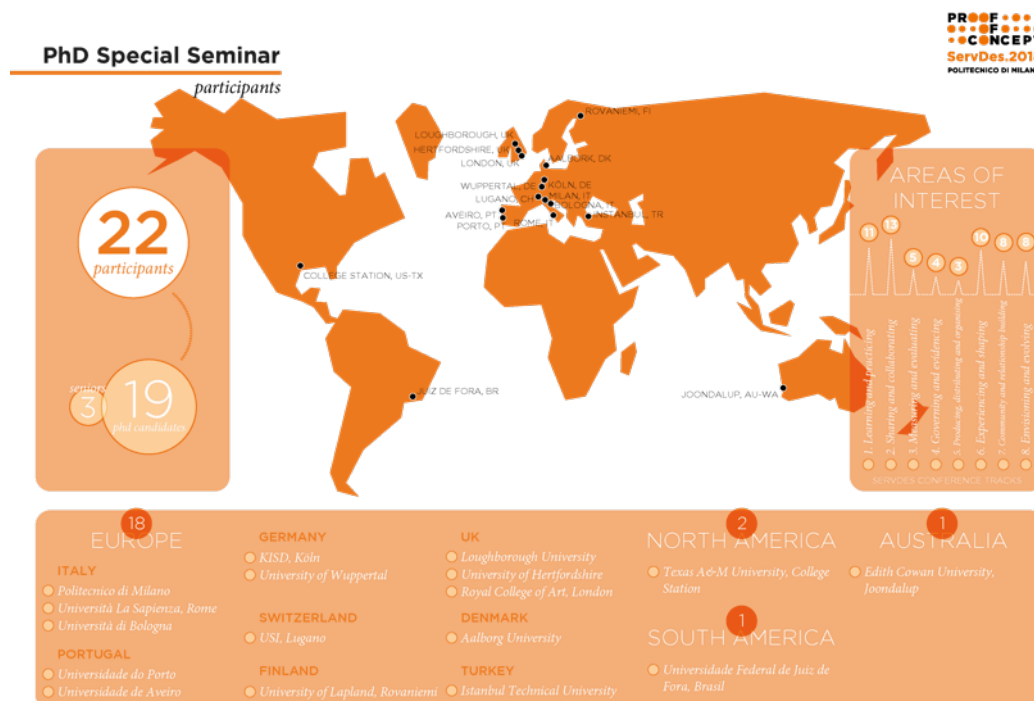 PhD Special Seminar
participants
PROOF
OF
CONCEPT
ServDes.2018
POLITECNICO DI MILANO
22
participants
seniors
3
19
phd candidates
ROVANIEMI, FI
LOUGHBOROUGH, UK
HERTFORDSHIRE, UK
LONDON, UK
AALBURK, DK
WUPPERTAL, DE
KÖLN, DE
LUGANO, CH
MILAN, IT
BOLOGNA, IT
AVEIRO, PT
ROME, IT
INSTANBUL, TR
PORTO, PT
COLLEGE STATION, US-TX
JUIZ DE FORA, BR
JOONDALUP, AU-WA
AREAS OF
INTEREST
11
13
5
4
3
10
8
8
1. Learning and practicing
2. Sharing and collaborating
3. Measuring and evaluating
4. Governing and evidencing
5. Producing, distributing and organising
6. Experiencing and shaping
7. Community and relationship building
8. Envisioning and evolving
SERVDES CONFERENCE TRACKS
18
EUROPE
ITALY
Politecnico di Milano
Università La Sapienza, Rome
Università di Bologna
PORTUGAL
Universidade do Porto
Universidade de Aveiro
GERMANY
KISD, Köln
University of Wuppertal
SWITZERLAND
USI, Lugano
FINLAND
University of Lapland, Rovaniemi
UK
Loughborough University
University of Hertfordshire
Royal College of Art, London
DENMARK
Aalborg University
TURKEY
Istanbul Technical University
2
NORTH AMERICA
Texas A&M University, College
Station
1
SOUTH AMERICA
Universidade Federal de Juiz de
Fora, Brasil
1
AUSTRALIA
Edith Cowan University,
Joondalup